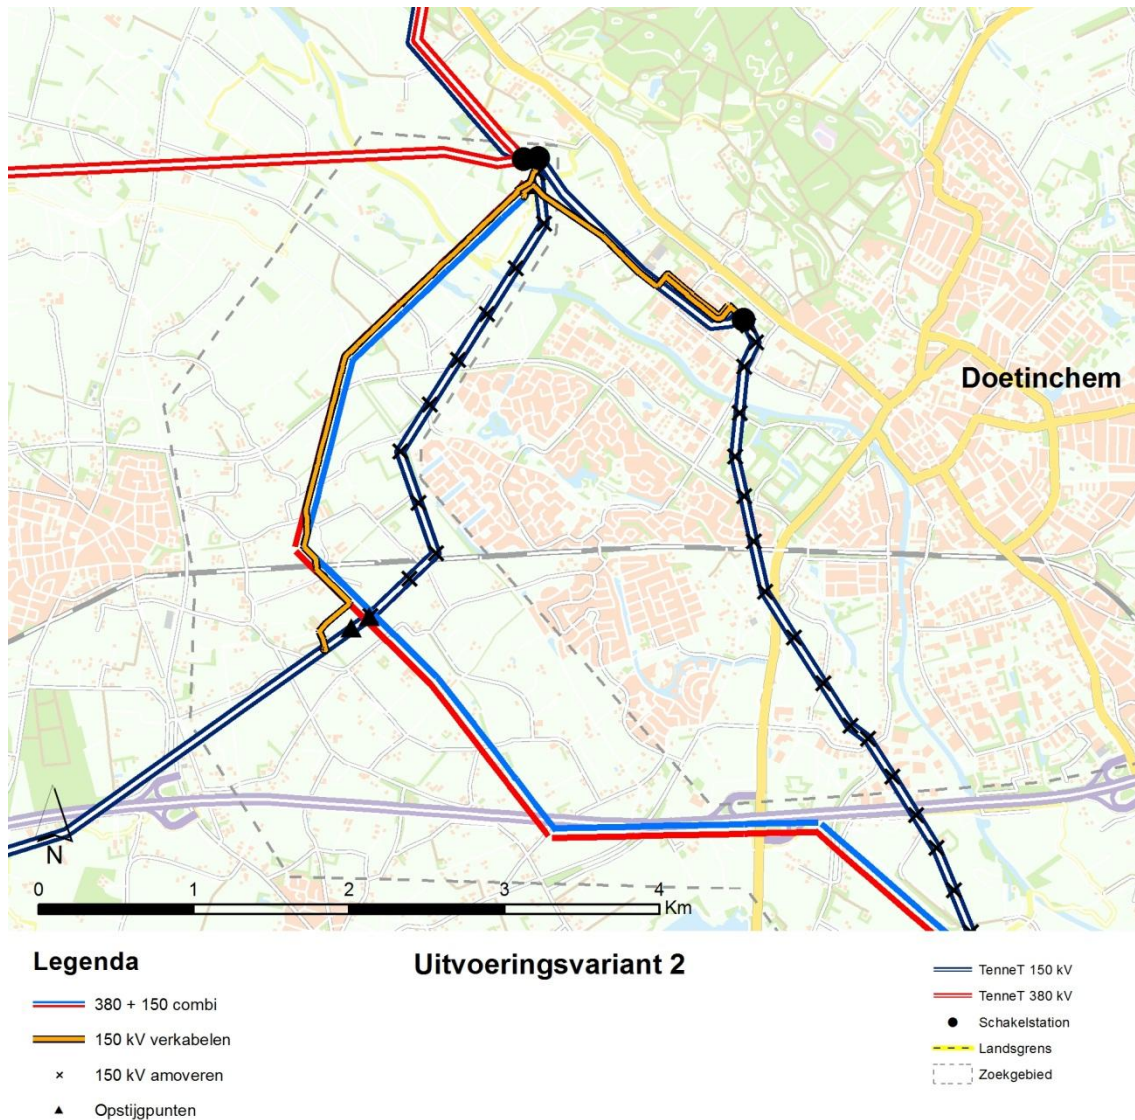 Doetinchem
N
0 1 2 3 4
Km
Legenda
380 + 150 combi
150 kV verkabelen
150 kV amoveren
Opstijgpunten
Uitvoeringsvariant 2
TenneT 150 kV
TenneT 380 kV
Schakelstation
Landsgrens
Zoekgebied